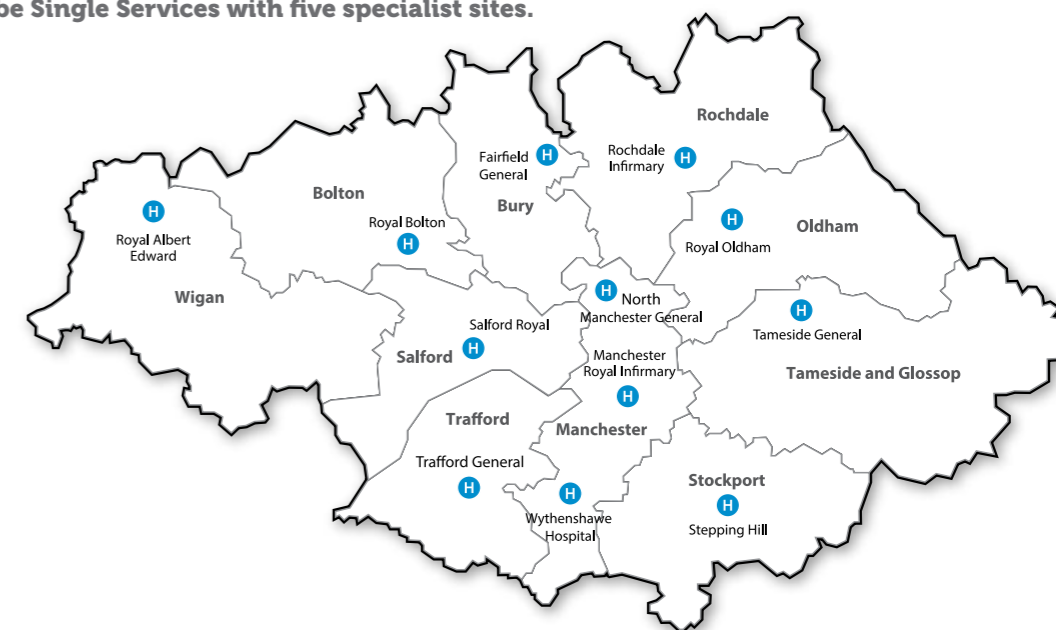 be Single Services with five specialist sites.
Rochdale
Fairfield
General
H
Rochdale
Infirmary
H
Bolton
Bury
H
Royal Albert
Edward
Royal Bolton
H
H
Royal Oldham
Oldham
Wigan
H
North
Manchester General
H
Tameside General
Salford Royal
Salford
H
Manchester
Royal Infirmary
H
Tameside and Glossop
Trafford
Manchester
Trafford General
H
H
Wythenshawe
Hospital
Stockport
H
Stepping Hill